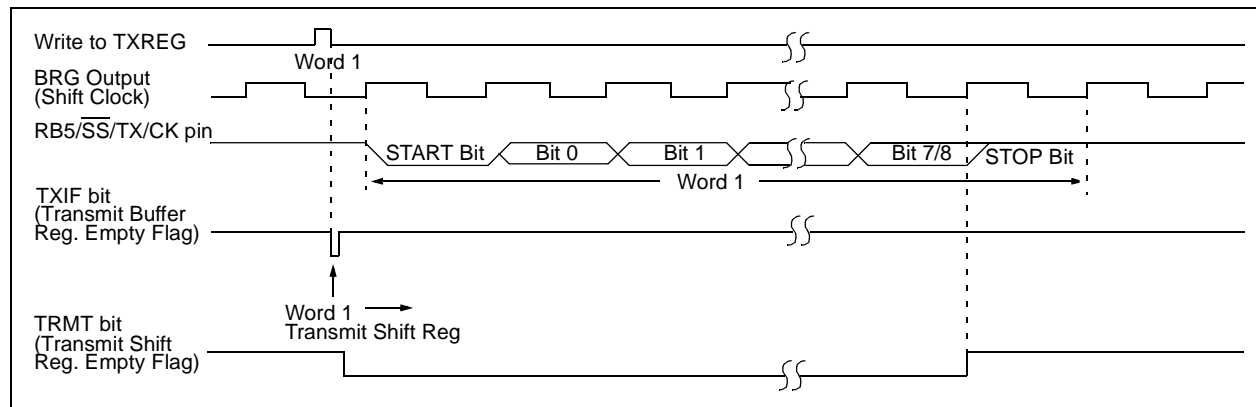 Write to TXREG
Word 1
BRG Output
(Shift Clock)
RB5/SS/TX/CK pin
START Bit
Bit 0
Bit 1
Bit 7/8
STOP Bit
Word 1
TXIF bit
(Transmit Buffer
Reg. Empty Flag)
Word 1
Transmit Shift Reg
TRMT bit
(Transmit Shift
Reg. Empty Flag)